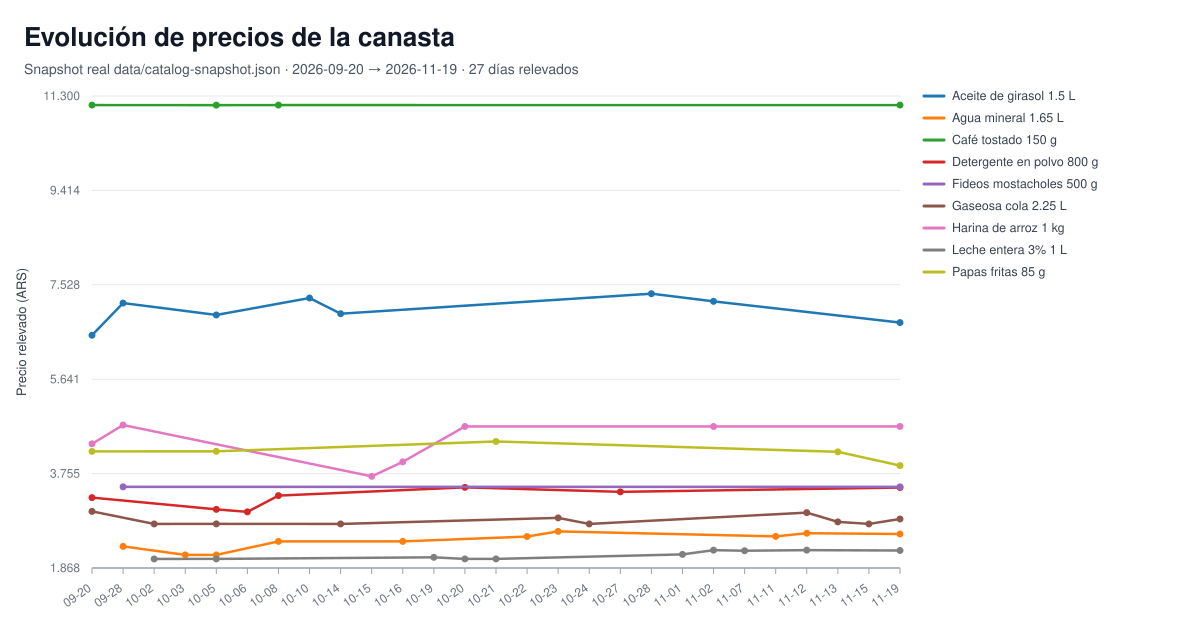 Evolución de precios de la canasta
Snapshot real data/catalog-snapshot.json · 2026-09-20 → 2026-11-19 · 27 días relevados
Precio relevado (ARS)
11.300
9.414
7.528
5.641
3.755
1.868
09-20
09-28
10-02
10-03
10-05
10-06
10-08
10-10
10-14
10-15
10-16
10-19
10-20
10-21
10-22
10-23
10-24
10-27
10-28
11-01
11-02
11-07
11-11
11-12
11-13
11-15
11-19
Aceite de girasol 1.5 L
Agua mineral 1.65 L
Café tostado 150 g
Detergente en polvo 800 g
Fideos mostacholes 500 g
Gaseosa cola 2.25 L
Harina de arroz 1 kg
Leche entera 3% 1 L
Papas fritas 85 g